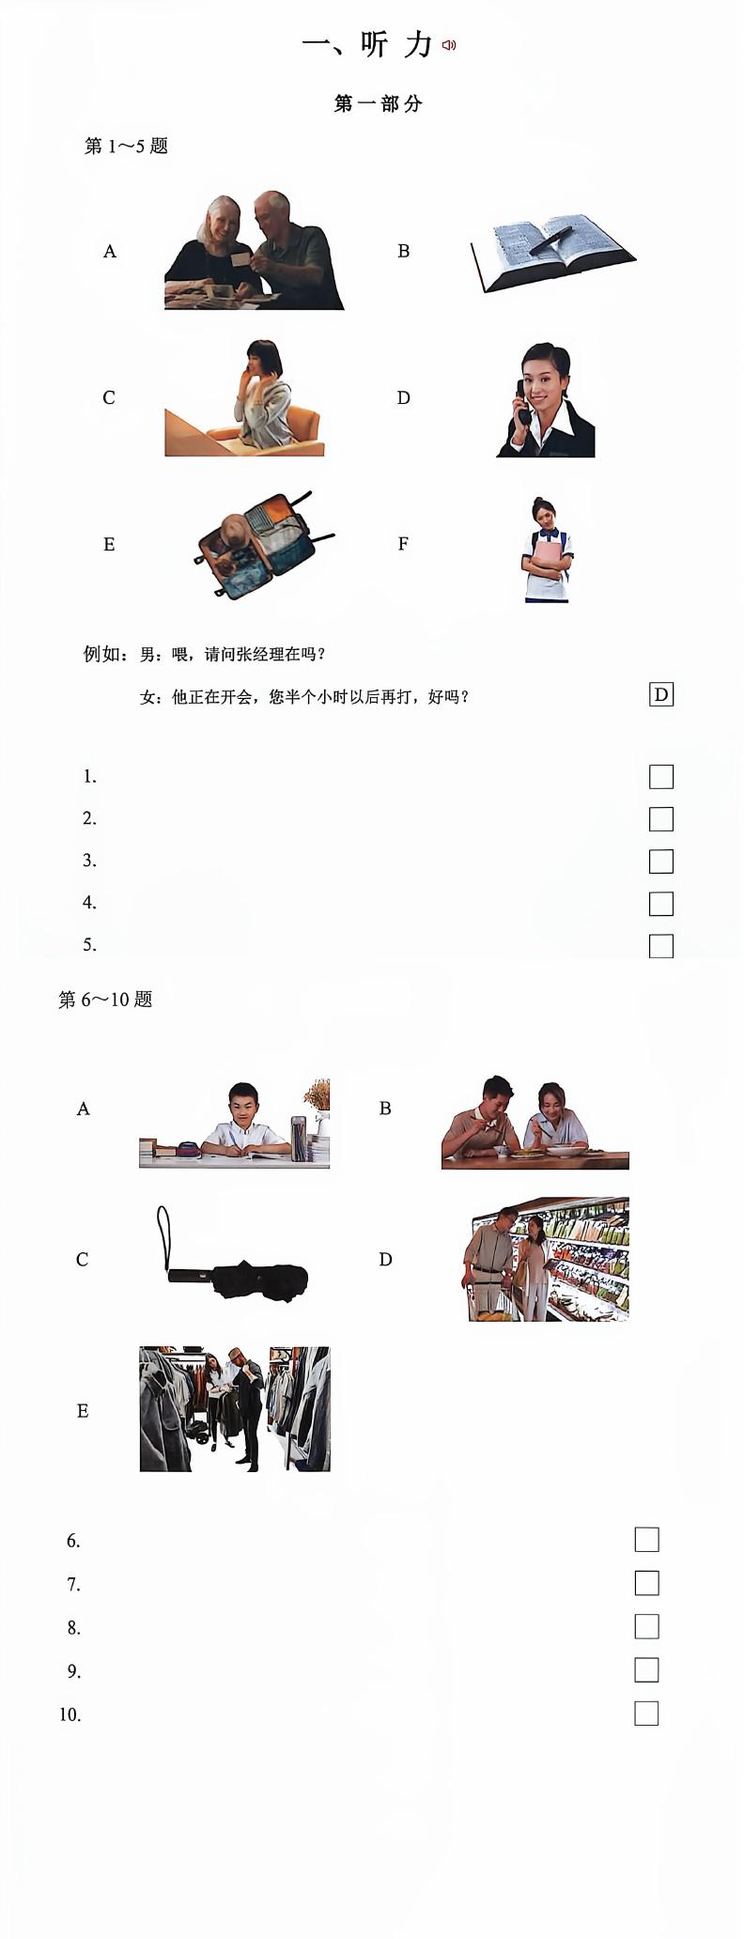 一、听 力
第一部分
第 1～5 题
A
B
C
D
E
F
例如：男：喂，请问张经理在吗？
女：他正在开会，您半个小时以后再打，好吗？
D
1.
2.
3.
4.
5.
第 6～10 题
A
B
C
D
E
6.
7.
8.
9.
10.